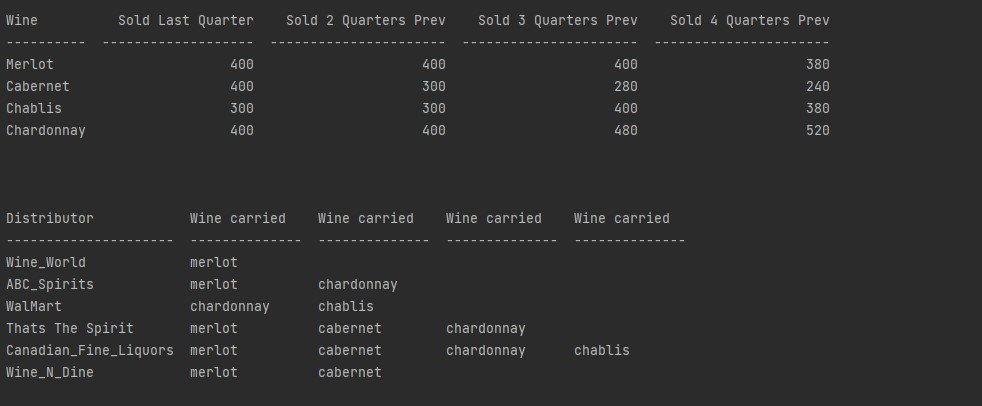 Wine Sold Last Quarter Sold 2 Quarters Prev Sold 3 Quarters Prev Sold 4 Quarters Prev
---------- ------------------- ---------------------- ---------------------- ----------------------
Merlot 400 400 400 380
Cabernet 400 300 280 240
Chablis 300 300 400 380
Chardonnay 400 400 480 520
Distributor Wine carried Wine carried Wine carried Wine carried
--------------------- -------------- -------------- -------------- --------------
Wine_World merlot
ABC_Spirits merlot chardonnay
WalMart chardonnay chablis
Thats The Spirit merlot cabernet chardonnay
Canadian_Fine_Liquors merlot cabernet chardonnay chablis
Wine_N_Dine merlot cabernet